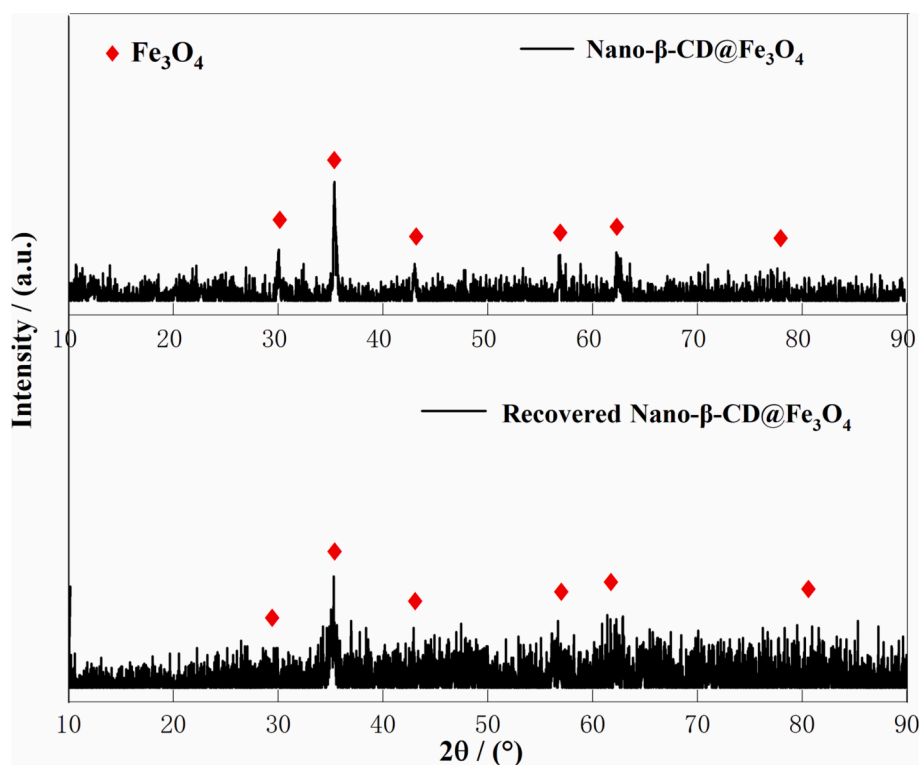 Fe₃O₄
Nano-β-CD@Fe₃O₄
10 20 30 40 50 60 70 80 90
Intensity / (a.u.)
Recovered Nano-β-CD@Fe₃O₄
10 20 30 40 50 60 70 80 90
2θ / (°)